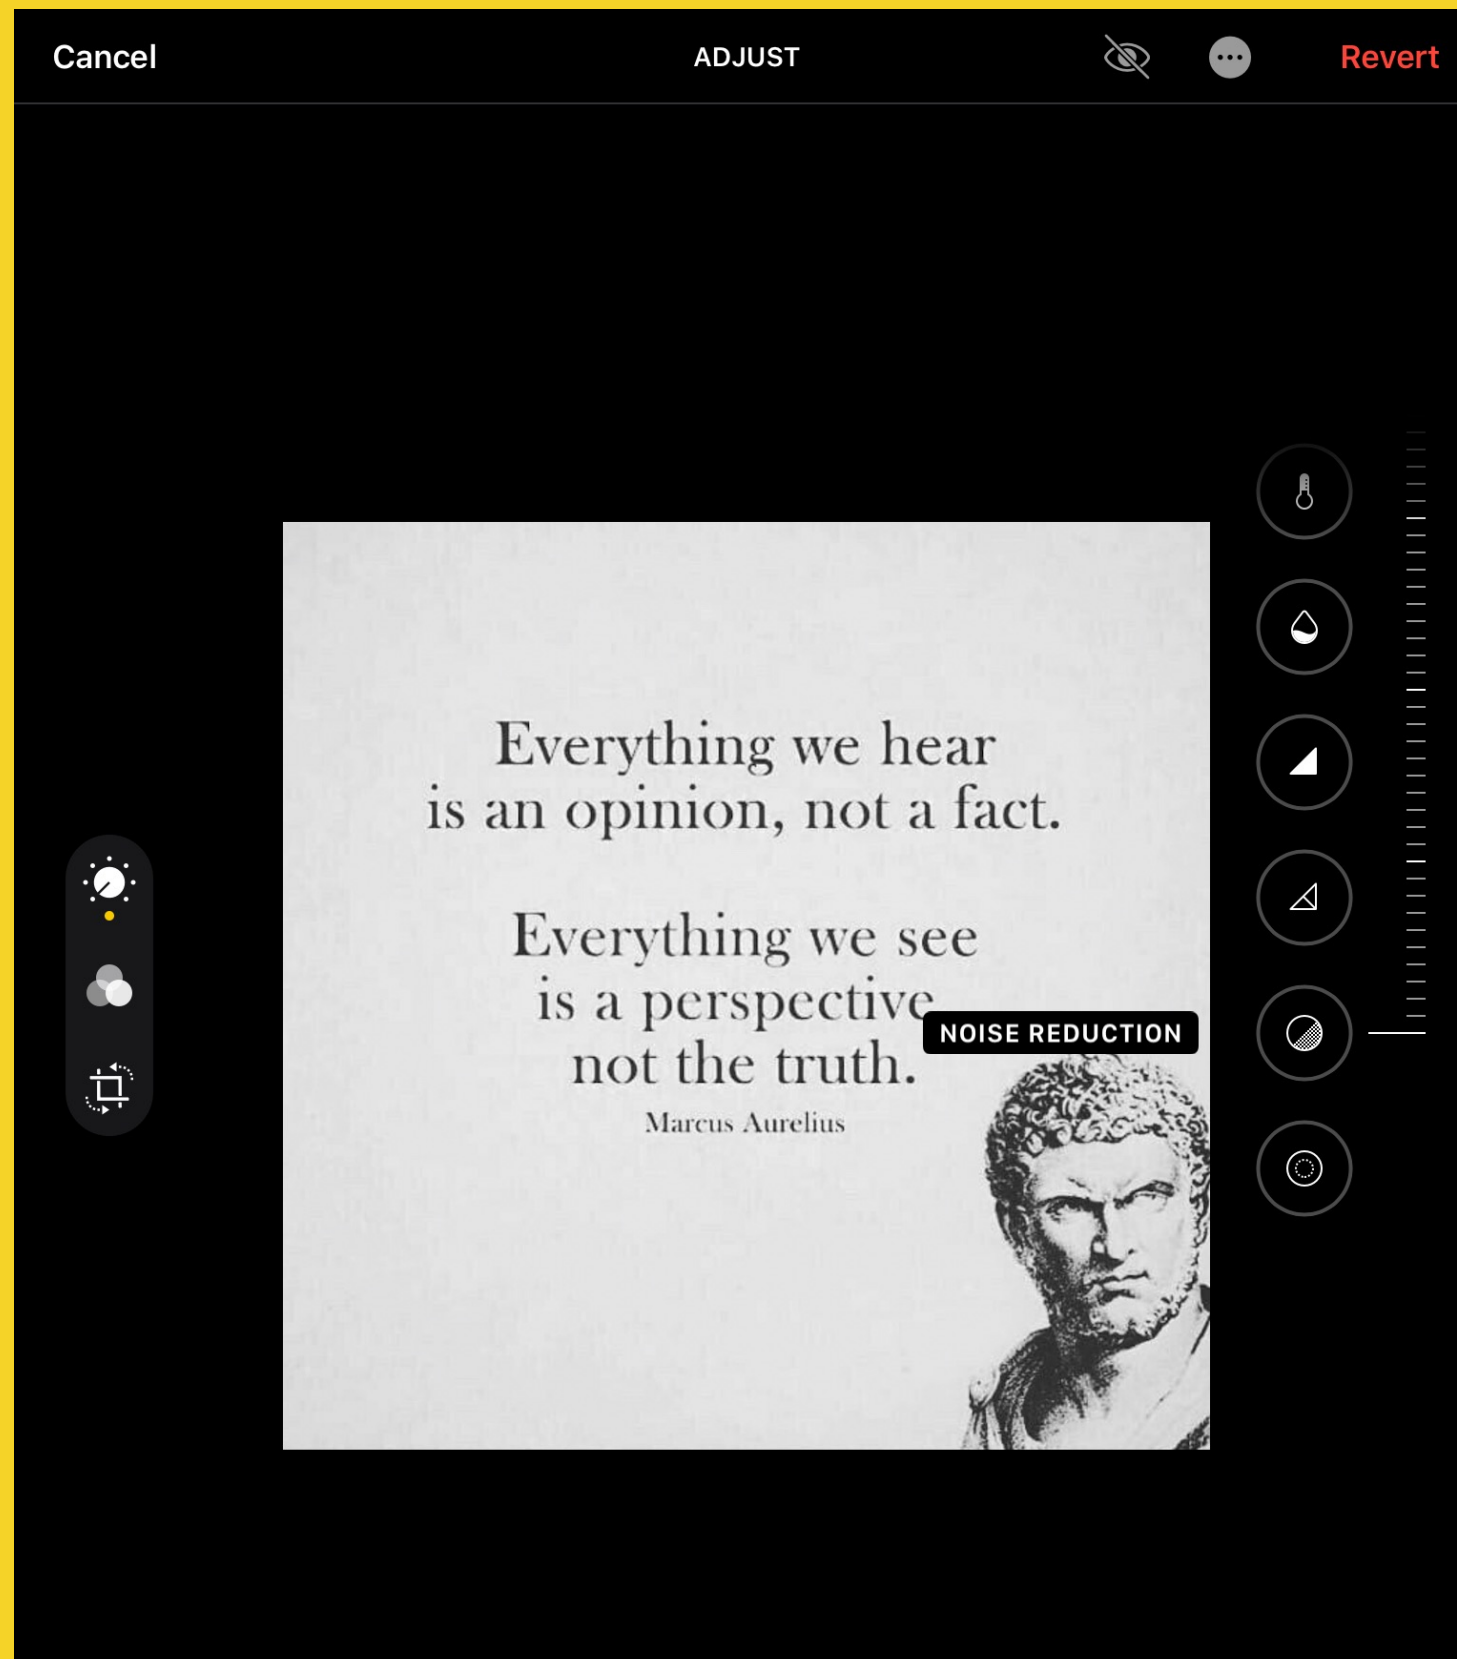 Cancel
ADJUST
Revert
Everything we hear
is an opinion, not a fact.
Everything we see
is a perspective
not the truth.
NOISE REDUCTION
Marcus Aurelius